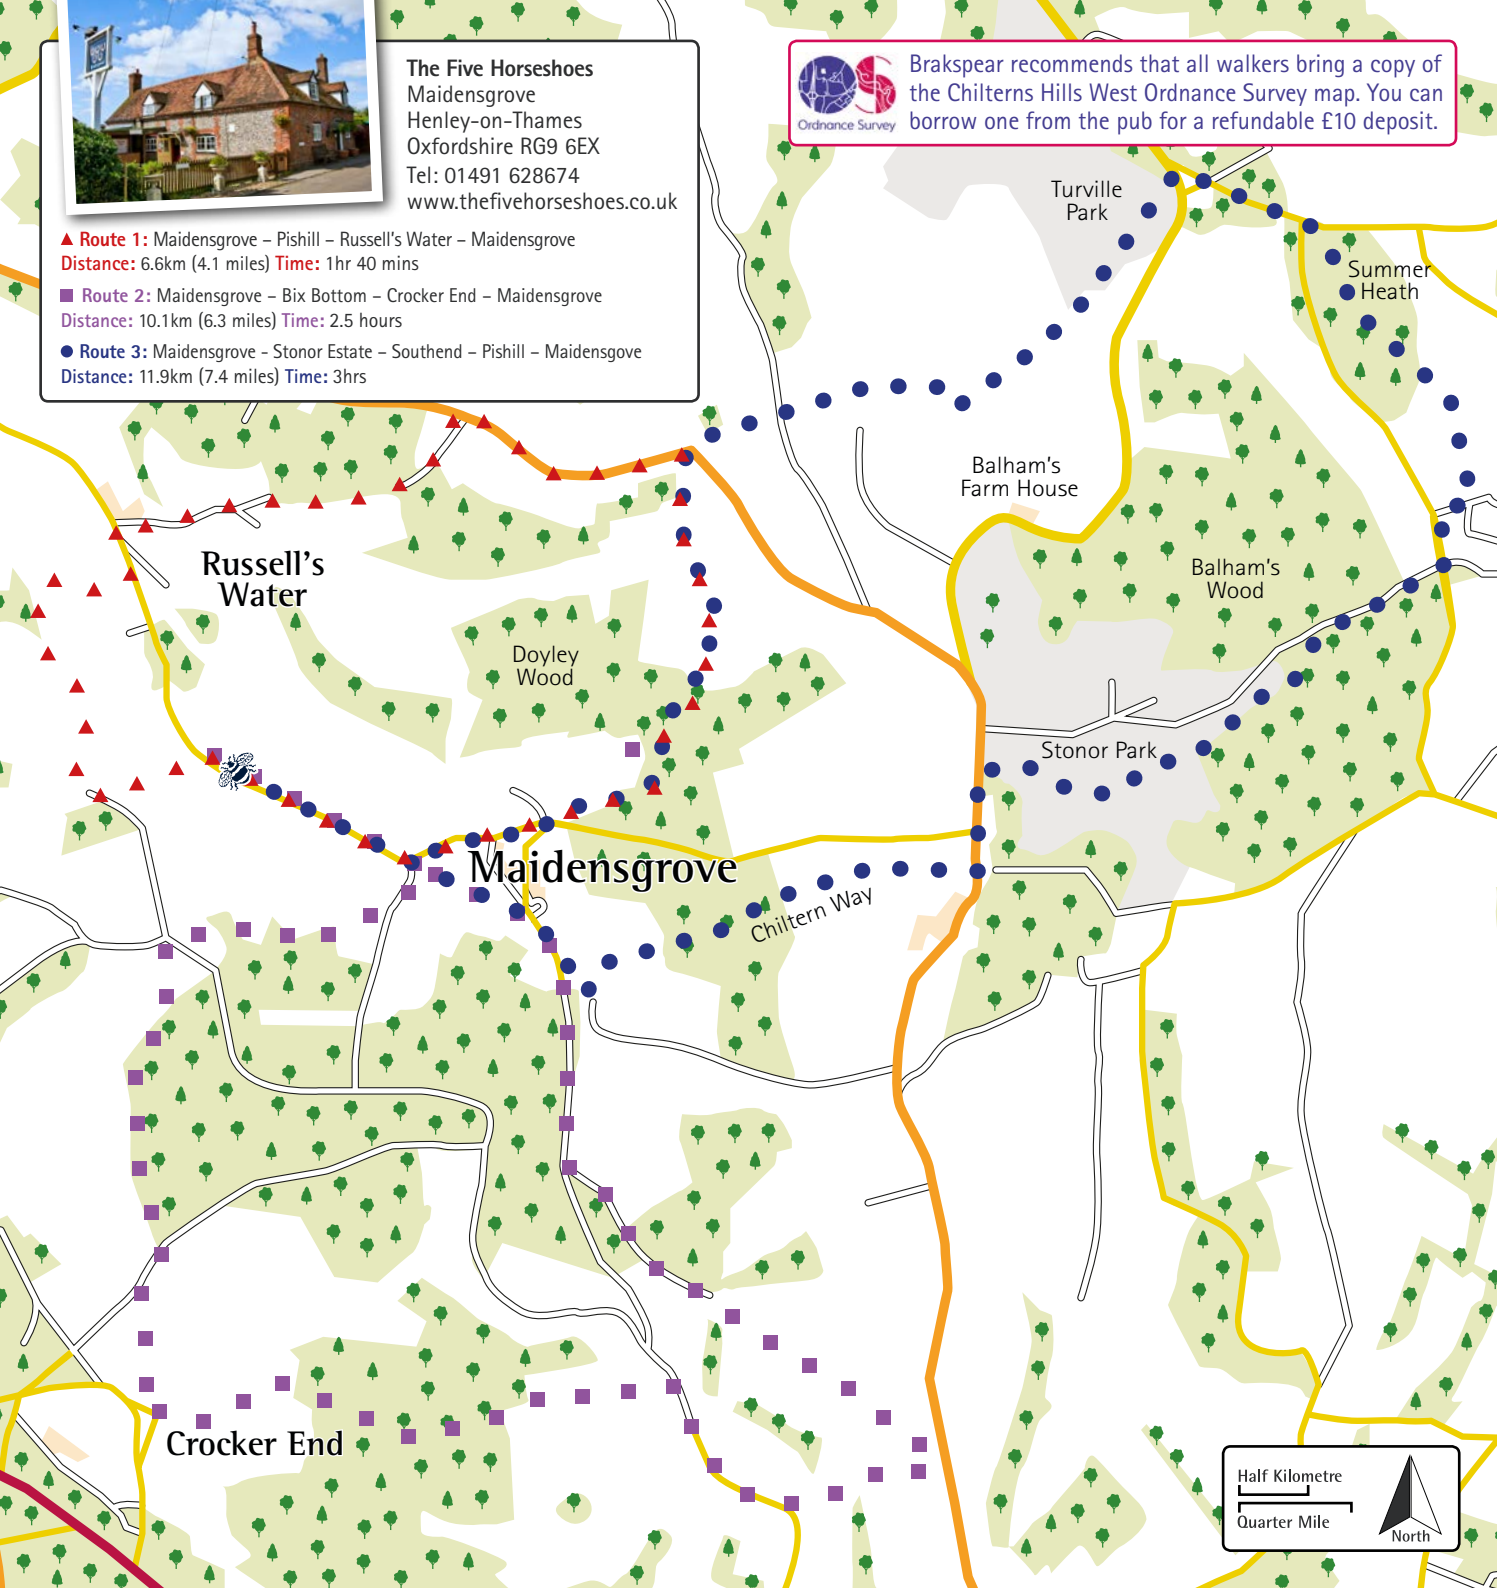 The Five Horseshoes
Maidensgrove
Henley-on-Thames
Oxfordshire RG9 6EX
Tel: 01491 628674
www.thefivehorseshoes.co.uk
Route 1: Maidensgrove – Pishill – Russell's Water – Maidensgrove
Distance: 6.6km (4.1 miles) Time: 1hr 40 mins
Route 2: Maidensgrove – Bix Bottom – Crocker End – Maidensgrove
Distance: 10.1km (6.3 miles) Time: 2.5 hours
Route 3: Maidensgrove - Stonor Estate – Southend – Pishill – Maidensgove
Distance: 11.9km (7.4 miles) Time: 3hrs
Ordnance Survey
Brakspear recommends that all walkers bring a copy of
the Chilterns Hills West Ordnance Survey map. You can
borrow one from the pub for a refundable £10 deposit.
Turville
Park
Summer
Heath
Balham's
Farm House
Russell's
Water
Balham's
Wood
Doyley
Wood
Stonor Park
Maidensgrove
Chiltern Way
Crocker End
Half Kilometre
Quarter Mile
North